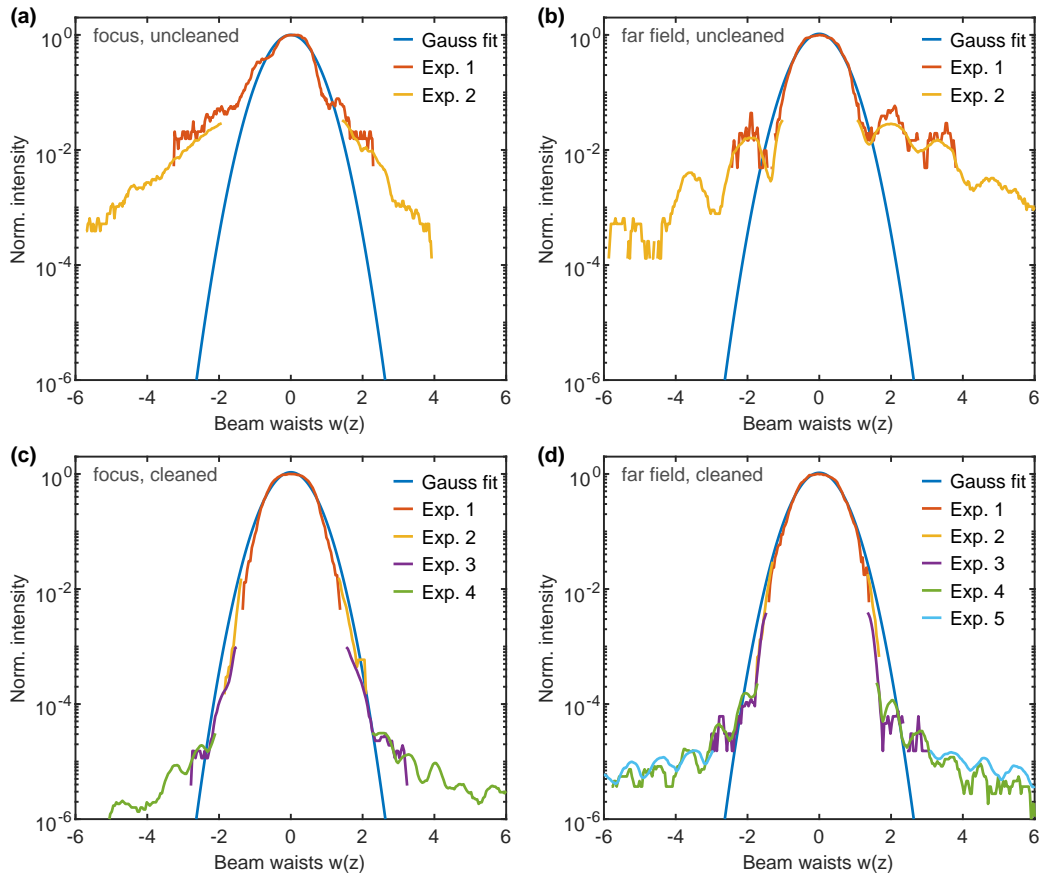 (a)
focus, uncleaned
Gauss fit
Exp. 1
Exp. 2
10^0
10^-2
10^-4
10^-6
Norm. intensity
-6 -4 -2 0 2 4 6
Beam waists w(z)
(b)
far field, uncleaned
Gauss fit
Exp. 1
Exp. 2
10^0
10^-2
10^-4
10^-6
Norm. intensity
-6 -4 -2 0 2 4 6
Beam waists w(z)
(c)
focus, cleaned
Gauss fit
Exp. 1
Exp. 2
Exp. 3
Exp. 4
10^0
10^-2
10^-4
10^-6
Norm. intensity
-6 -4 -2 0 2 4 6
Beam waists w(z)
(d)
far field, cleaned
Gauss fit
Exp. 1
Exp. 2
Exp. 3
Exp. 4
Exp. 5
10^0
10^-2
10^-4
10^-6
Norm. intensity
-6 -4 -2 0 2 4 6
Beam waists w(z)